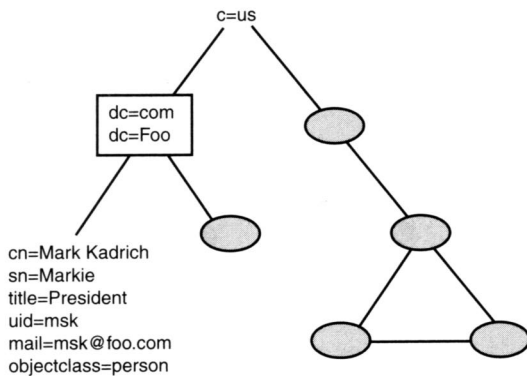 c=us
dc=com
dc=Foo
cn=Mark Kadrich
sn=Markie
title=President
uid=msk
mail=msk@foo.com
objectclass=person